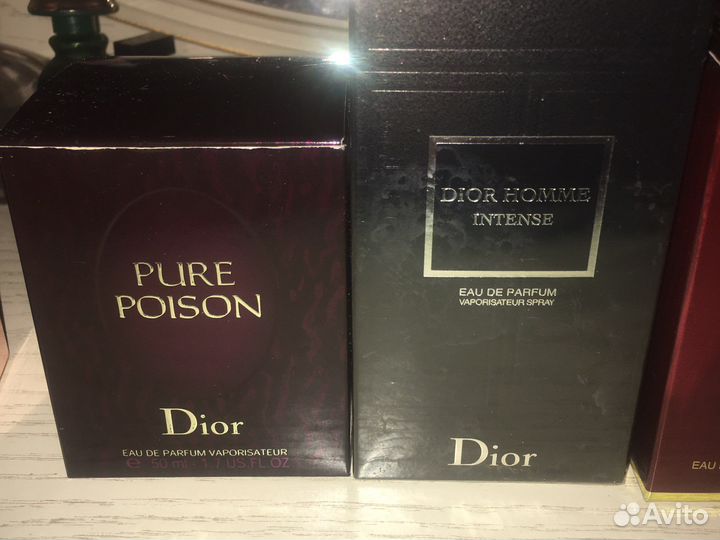 PURE
POISON
Dior
EAU DE PARFUM VAPORISATEUR
e 50 ml · 1.7 US.FL.OZ
DIOR HOMME
INTENSE
EAU DE PARFUM
VAPORISATEUR SPRAY
Dior
EAU
Avito